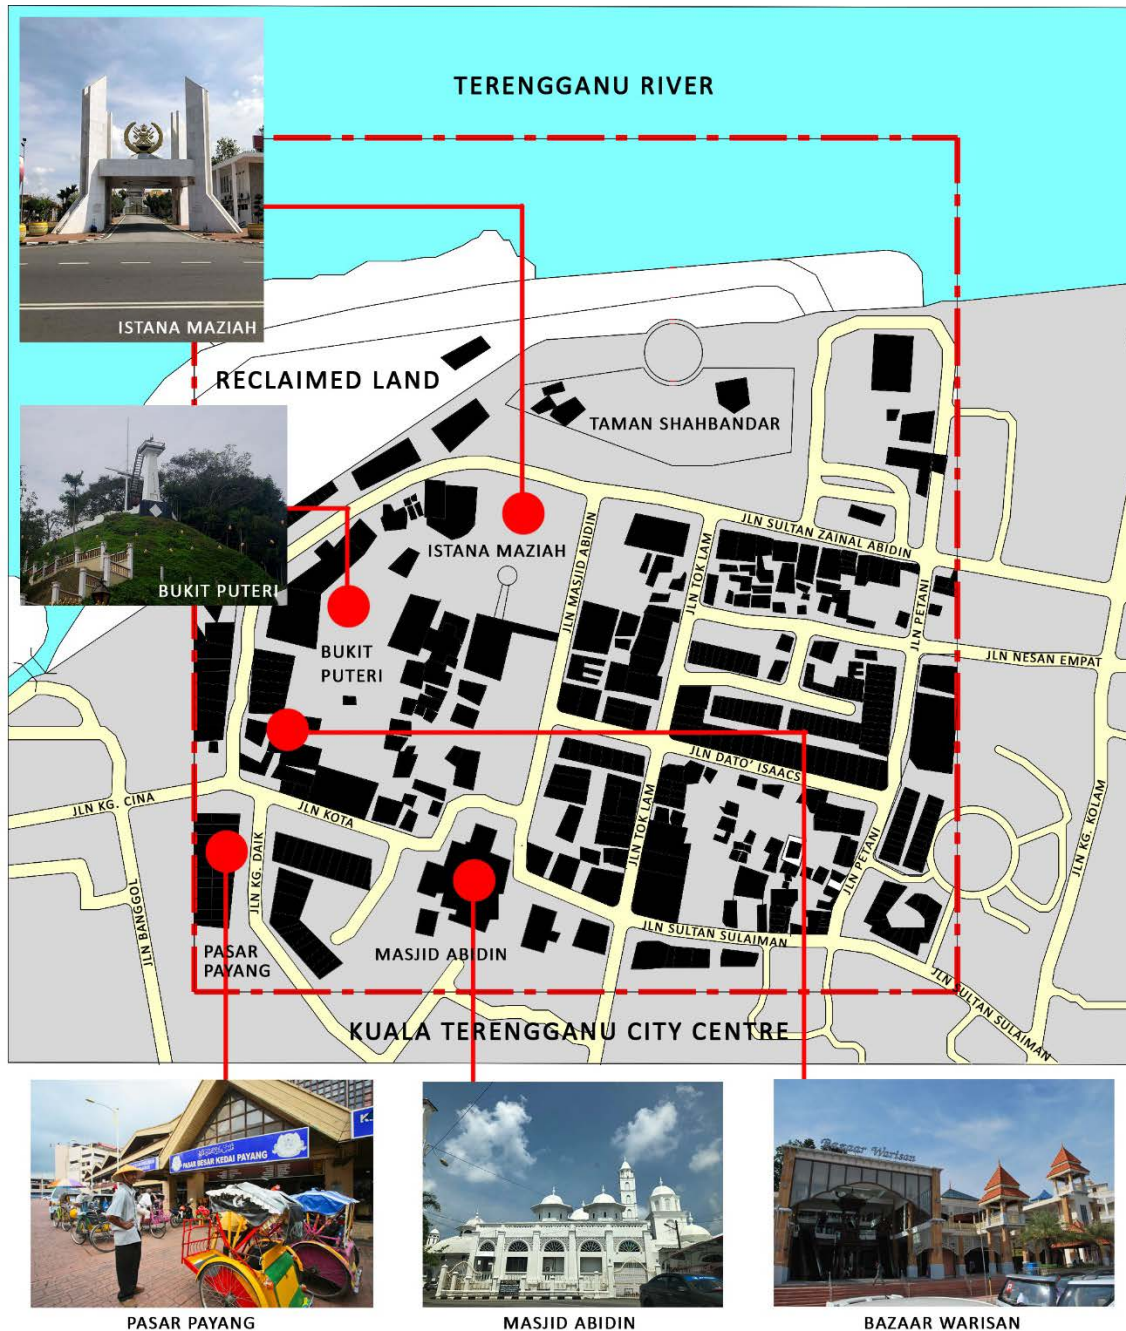 TERENGGANU RIVER
ISTANA MAZIAH
RECLAIMED LAND
TAMAN SHAHBANDAR
JLN SULTAN ZAINAL ABIDIN
ISTANA MAZIAH
JLN MASJID ABIDIN
JLN TOK LAM
JLN PETANI
BUKIT PUTERI
BUKIT
PUTERI
JLN NESAN EMPAT
JLN DATO' ISAACS
JLN KG. CINA
JLN KOTA
JLN TOK LAM
JLN KG. KOLAM
JLN KG. DAIK
JLN PETANI
JLN BANGGOL
PASAR
PAYANG
MASJID ABIDIN
JLN SULTAN SULAIMAN
JLN SULTAN SULAIMAN
KUALA TERENGGANU CITY CENTRE
PASAR BESAR KEDAI PAYANG
Bazaar Warisan
PASAR PAYANG
MASJID ABIDIN
BAZAAR WARISAN